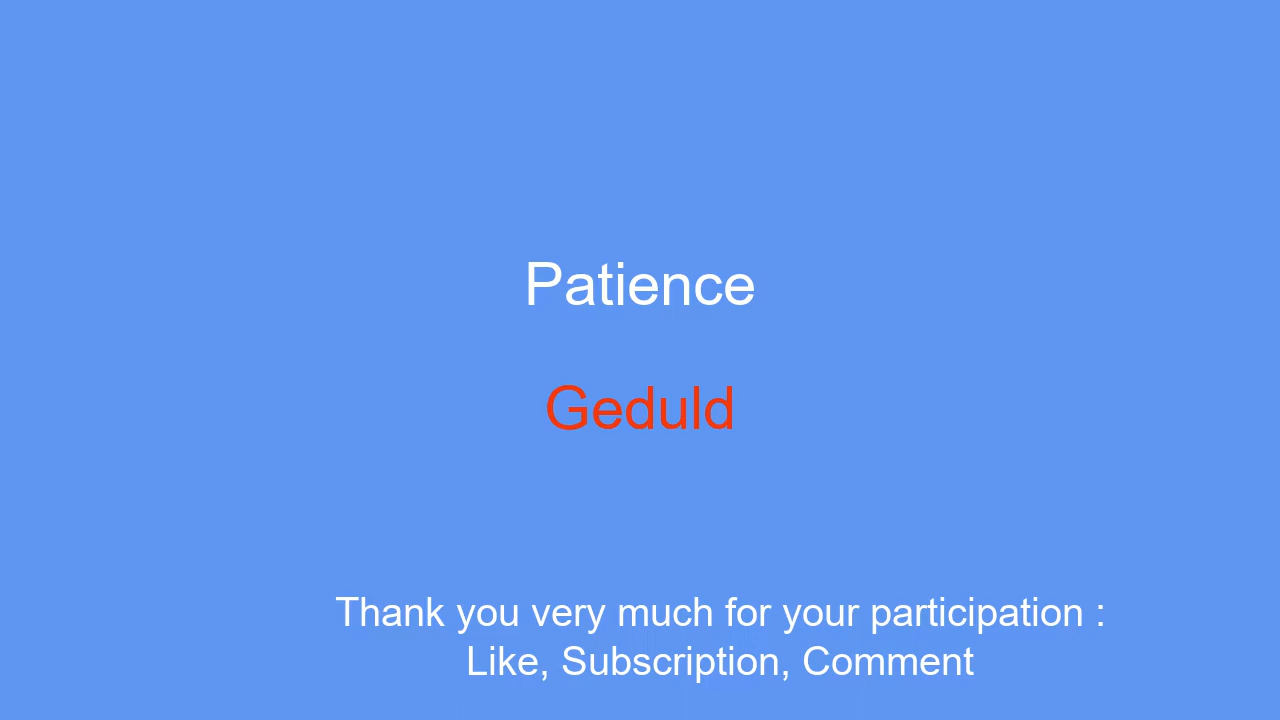 Patience
Geduld
Thank you very much for your participation :
Like, Subscription, Comment